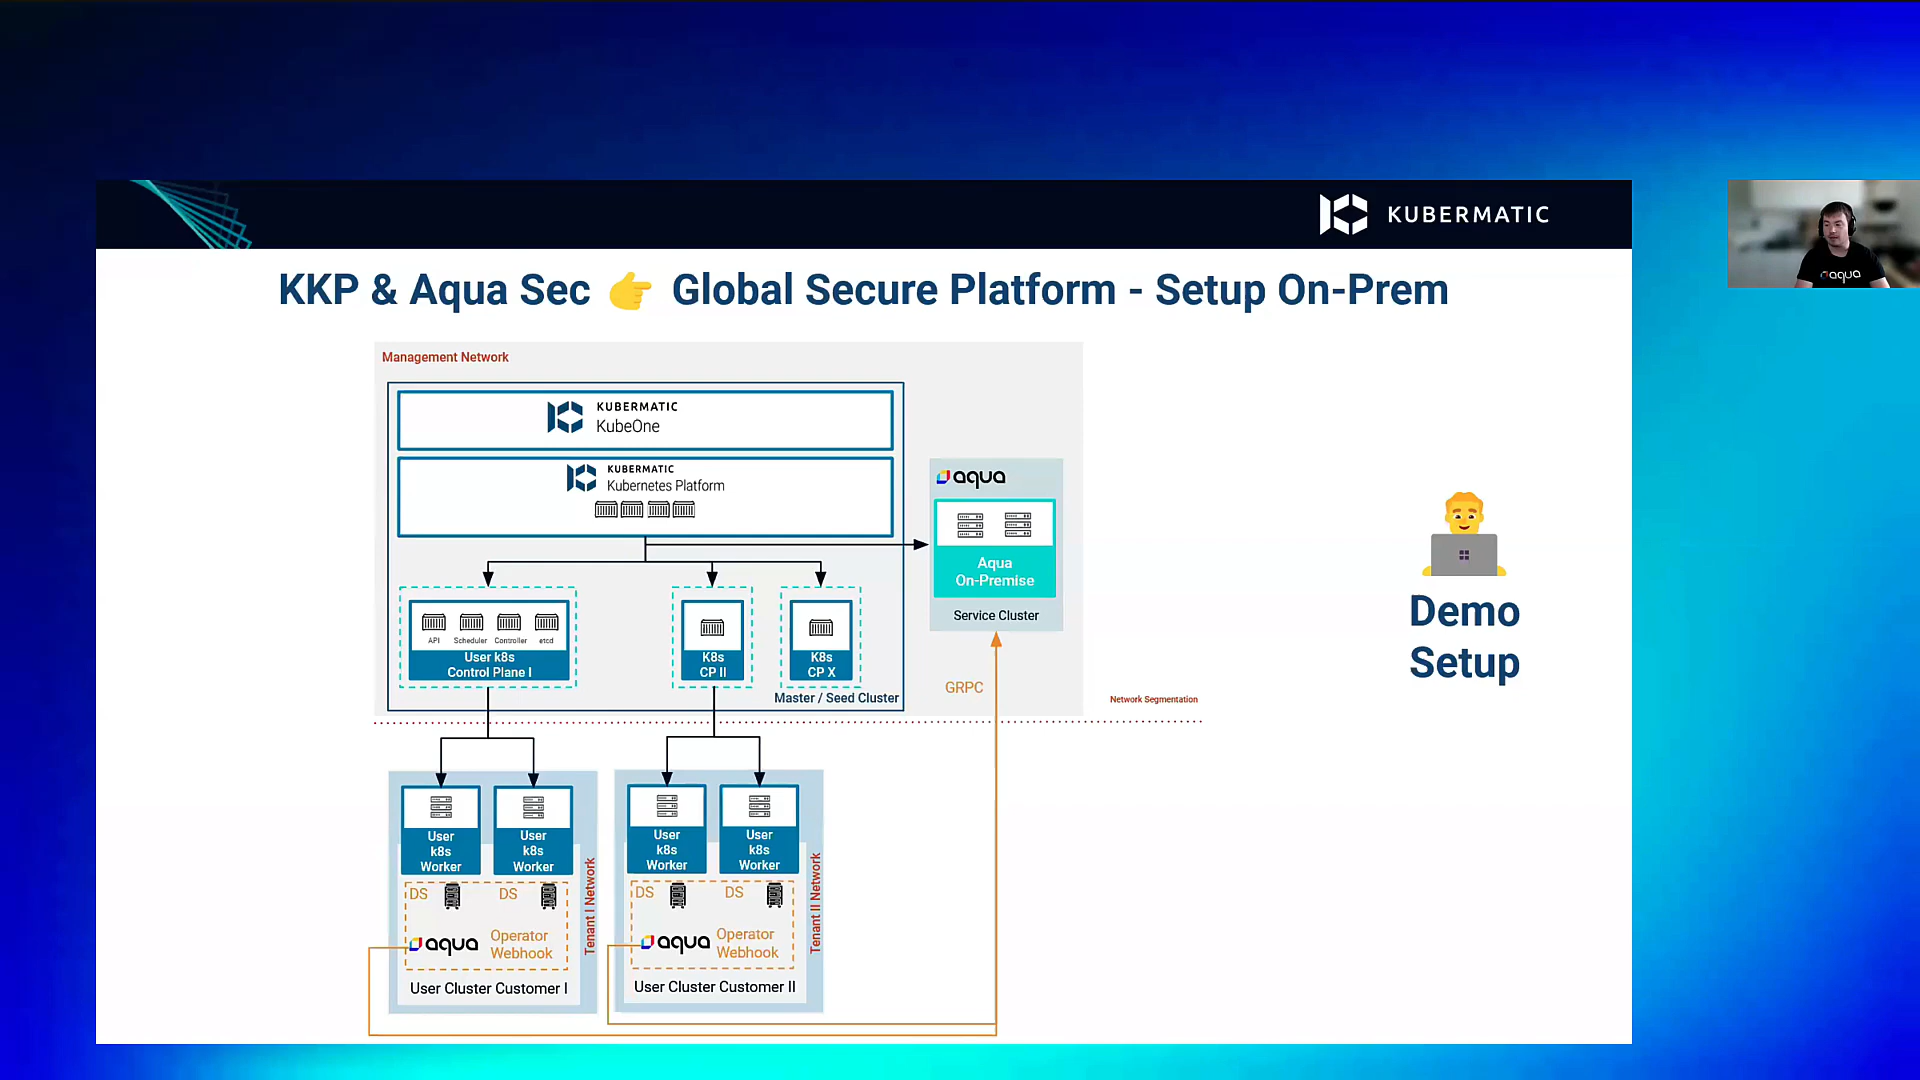 KUBERMATIC
aqua
KKP & Aqua Sec 👉 Global Secure Platform - Setup On-Prem
Management Network
KUBERMATIC
KubeOne
KUBERMATIC
Kubernetes Platform
aqua
Aqua
On-Premise
Service Cluster
API
Scheduler
Controller
etcd
User k8s
Control Plane I
K8s
CP II
K8s
CP X
Master / Seed Cluster
GRPC
Network Segmentation
Demo
Setup
User
k8s
Worker
User
k8s
Worker
DS
DS
aqua
Operator
Webhook
Tenant I Network
User Cluster Customer I
User
k8s
Worker
User
k8s
Worker
DS
DS
aqua
Operator
Webhook
Tenant II Network
User Cluster Customer II